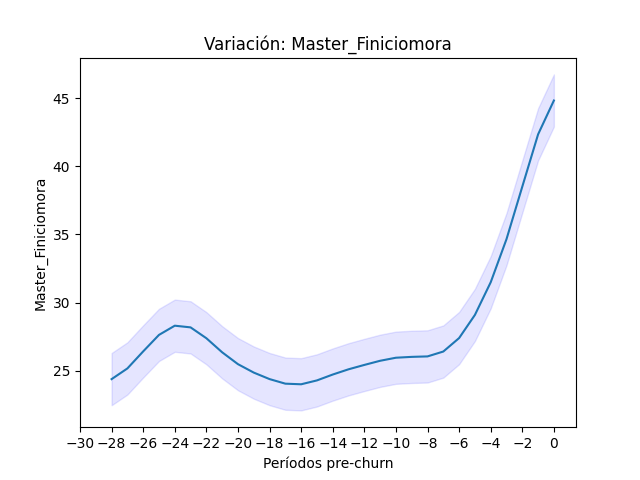 Variación: Master_Finiciomora
45
40
35
30
25
Master_Finiciomora
−30 −28 −26 −24 −22 −20 −18 −16 −14 −12 −10 −8 −6 −4 −2 0
Períodos pre-churn